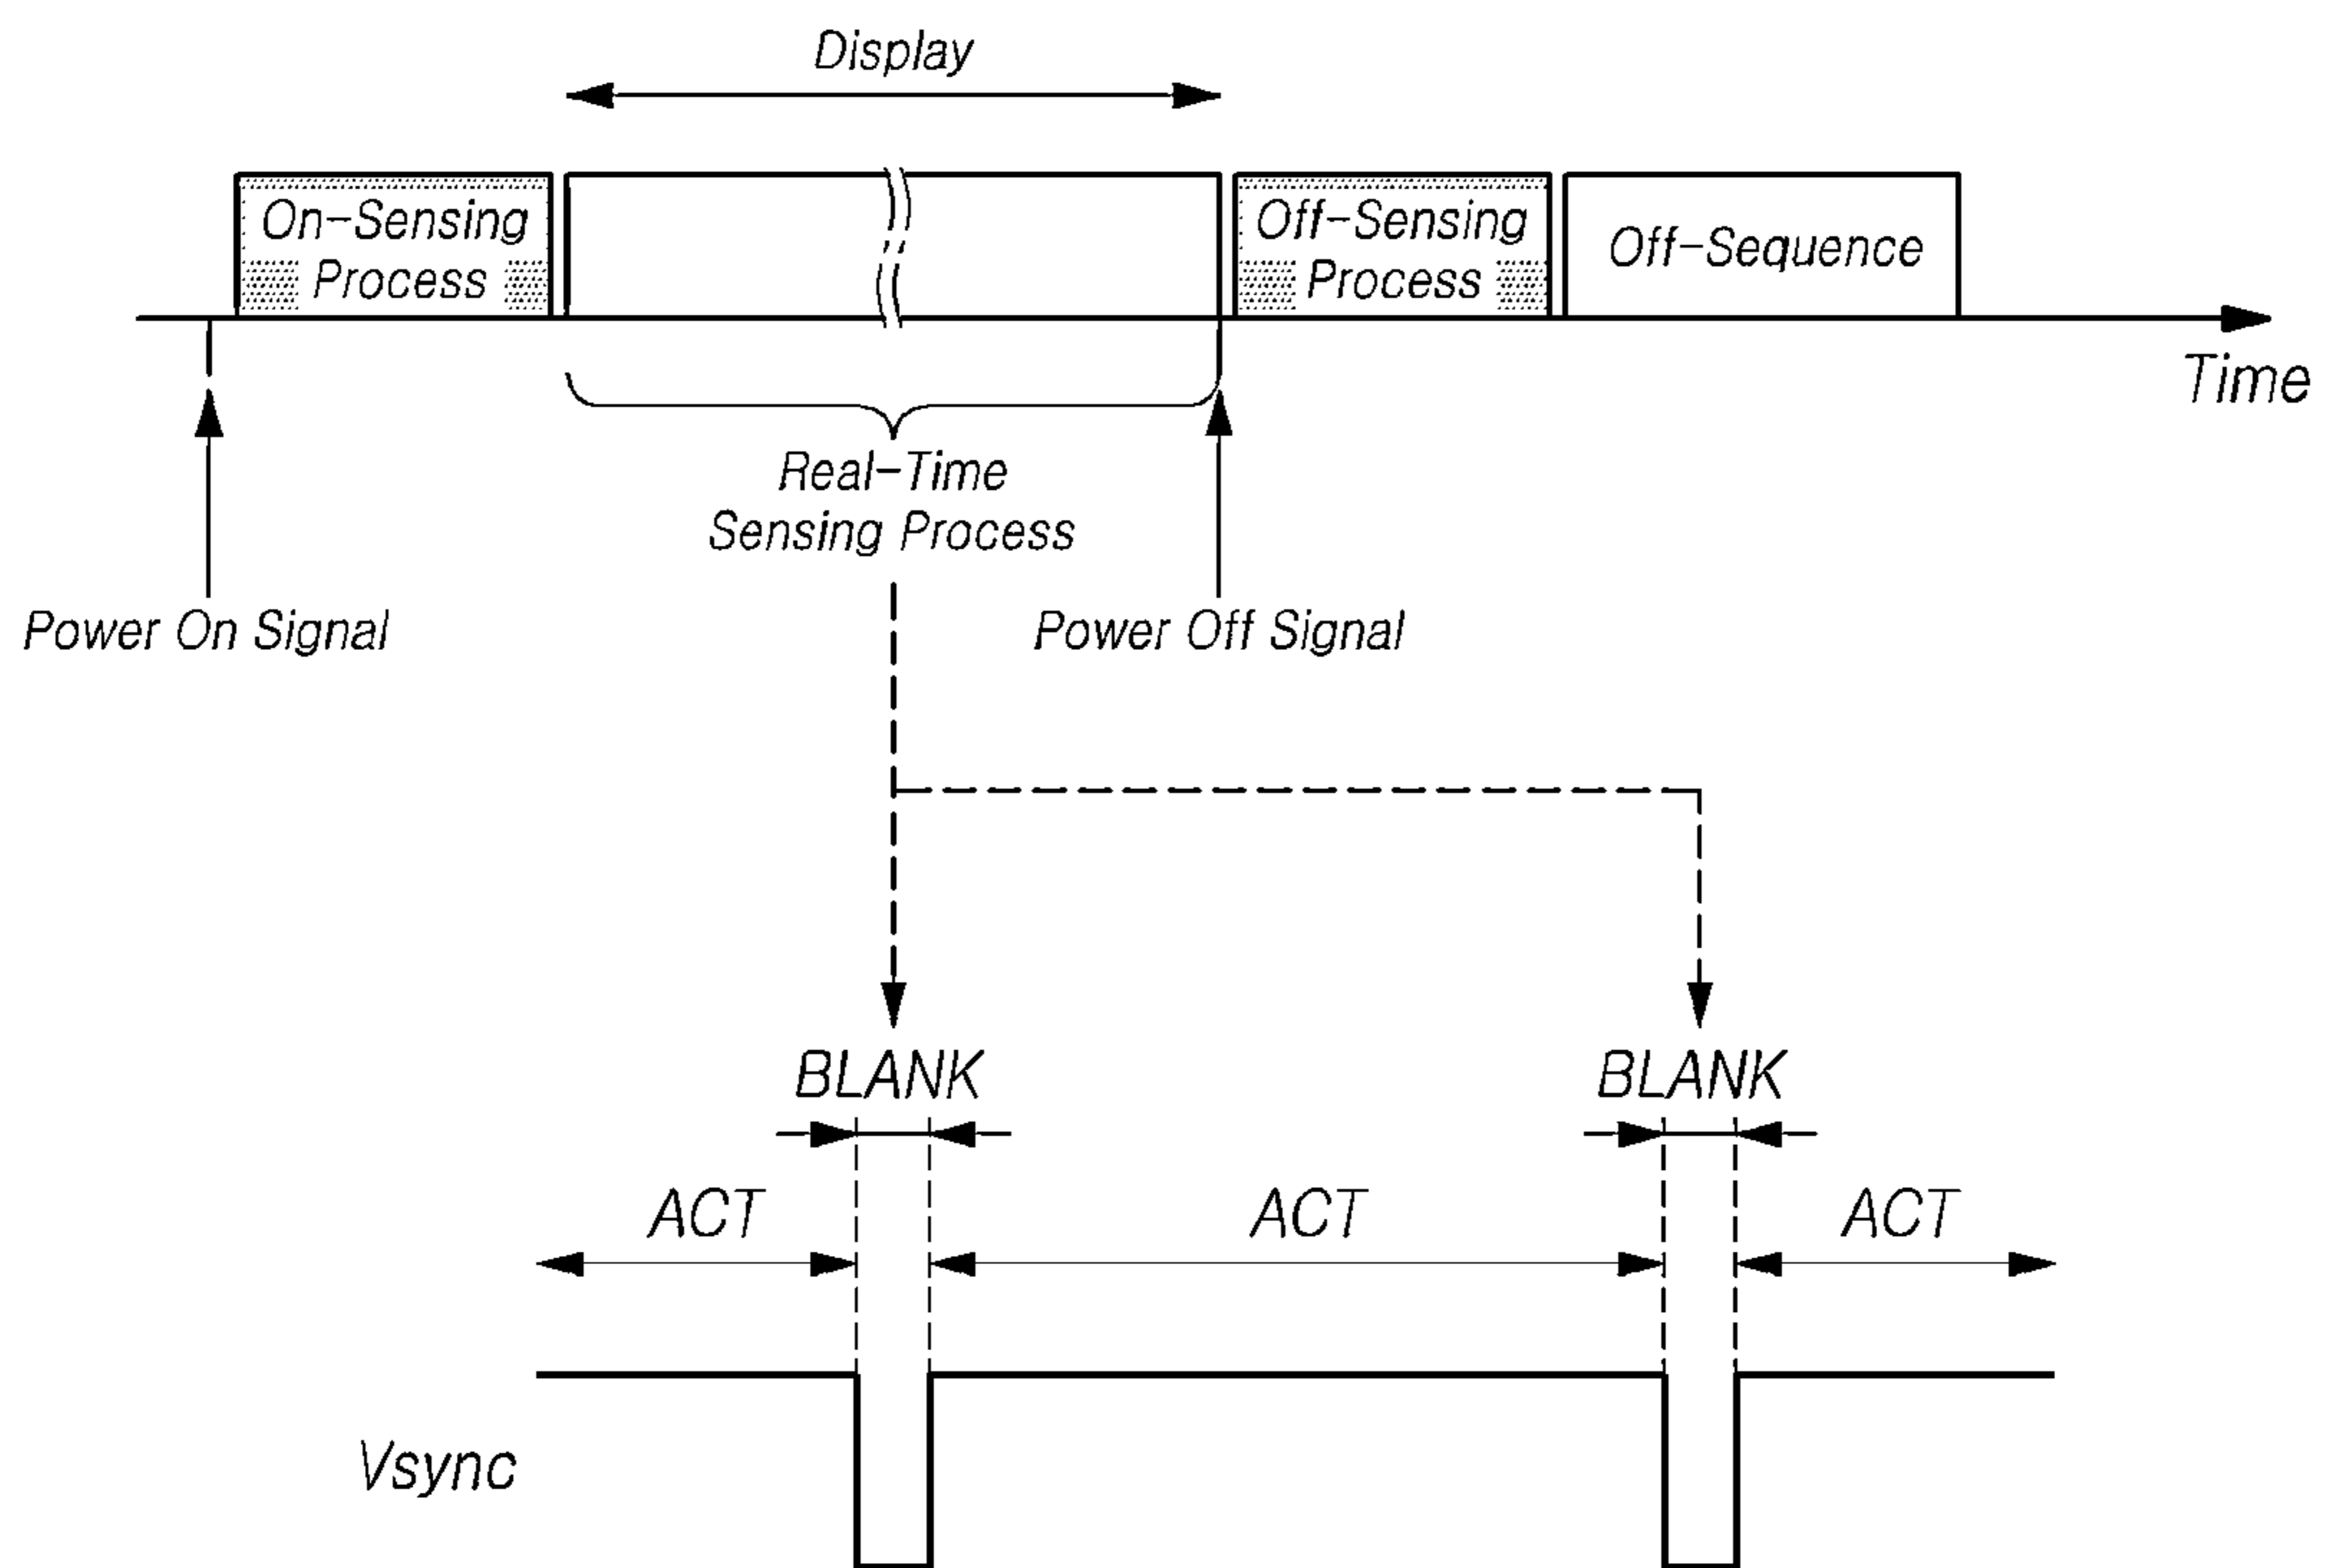 Display
On-Sensing
Process
Off-Sensing
Process
Off-Sequence
Time
Real-Time
Sensing Process
Power On Signal
Power Off Signal
BLANK
BLANK
ACT
ACT
ACT
Vsync